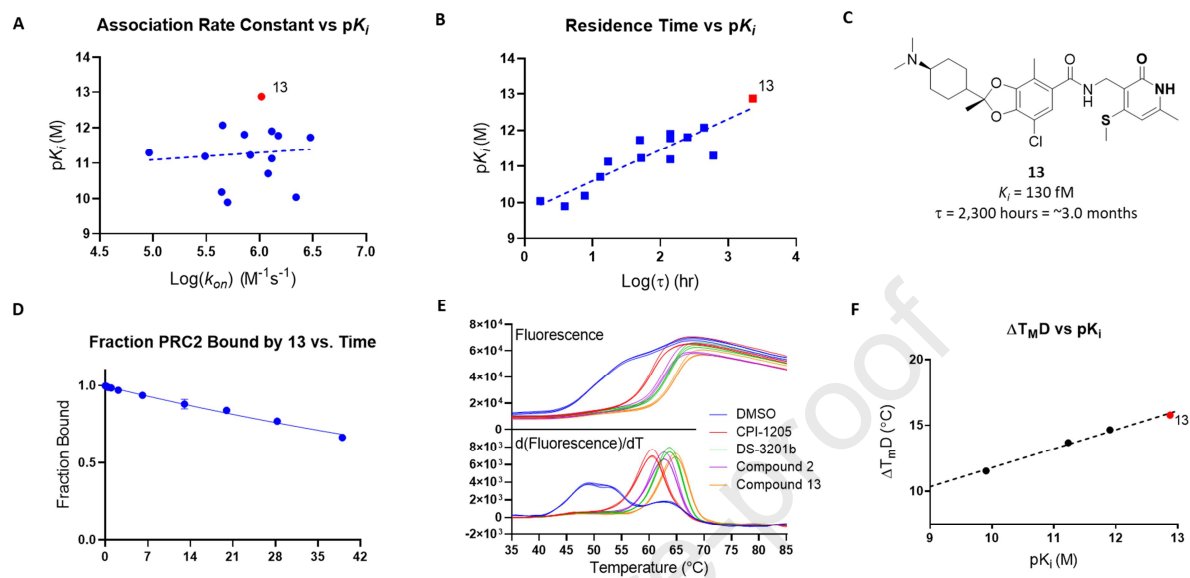 A
Association Rate Constant vs pKi
pKi (M)
14
13
12
11
10
9
13
4.5
5.0
5.5
6.0
6.5
7.0
Log(kon) (M-1s-1)
B
Residence Time vs pKi
pKi (M)
14
13
12
11
10
9
13
0
1
2
3
4
Log(τ) (hr)
C
N
O
O
Cl
O
N
H
O
NH
S
13
Ki = 130 fM
τ = 2,300 hours = ~3.0 months
D
Fraction PRC2 Bound by 13 vs. Time
Fraction Bound
1.0
0.5
0.0
0
7
14
21
28
35
42
E
8×10⁴
6×10⁴
4×10⁴
2×10⁴
0
Fluorescence
8×10³
6×10³
4×10³
2×10³
0
-2×10³
d(Fluorescence)/dT
DMSO
CPI-1205
DS-3201b
Compound 2
Compound 13
35
40
45
50
55
60
65
70
75
80
85
Temperature (°C)
F
ΔTMD vs pKi
ΔTmD (°C)
20
15
10
13
9
10
11
12
13
pKi (M)
e-proof